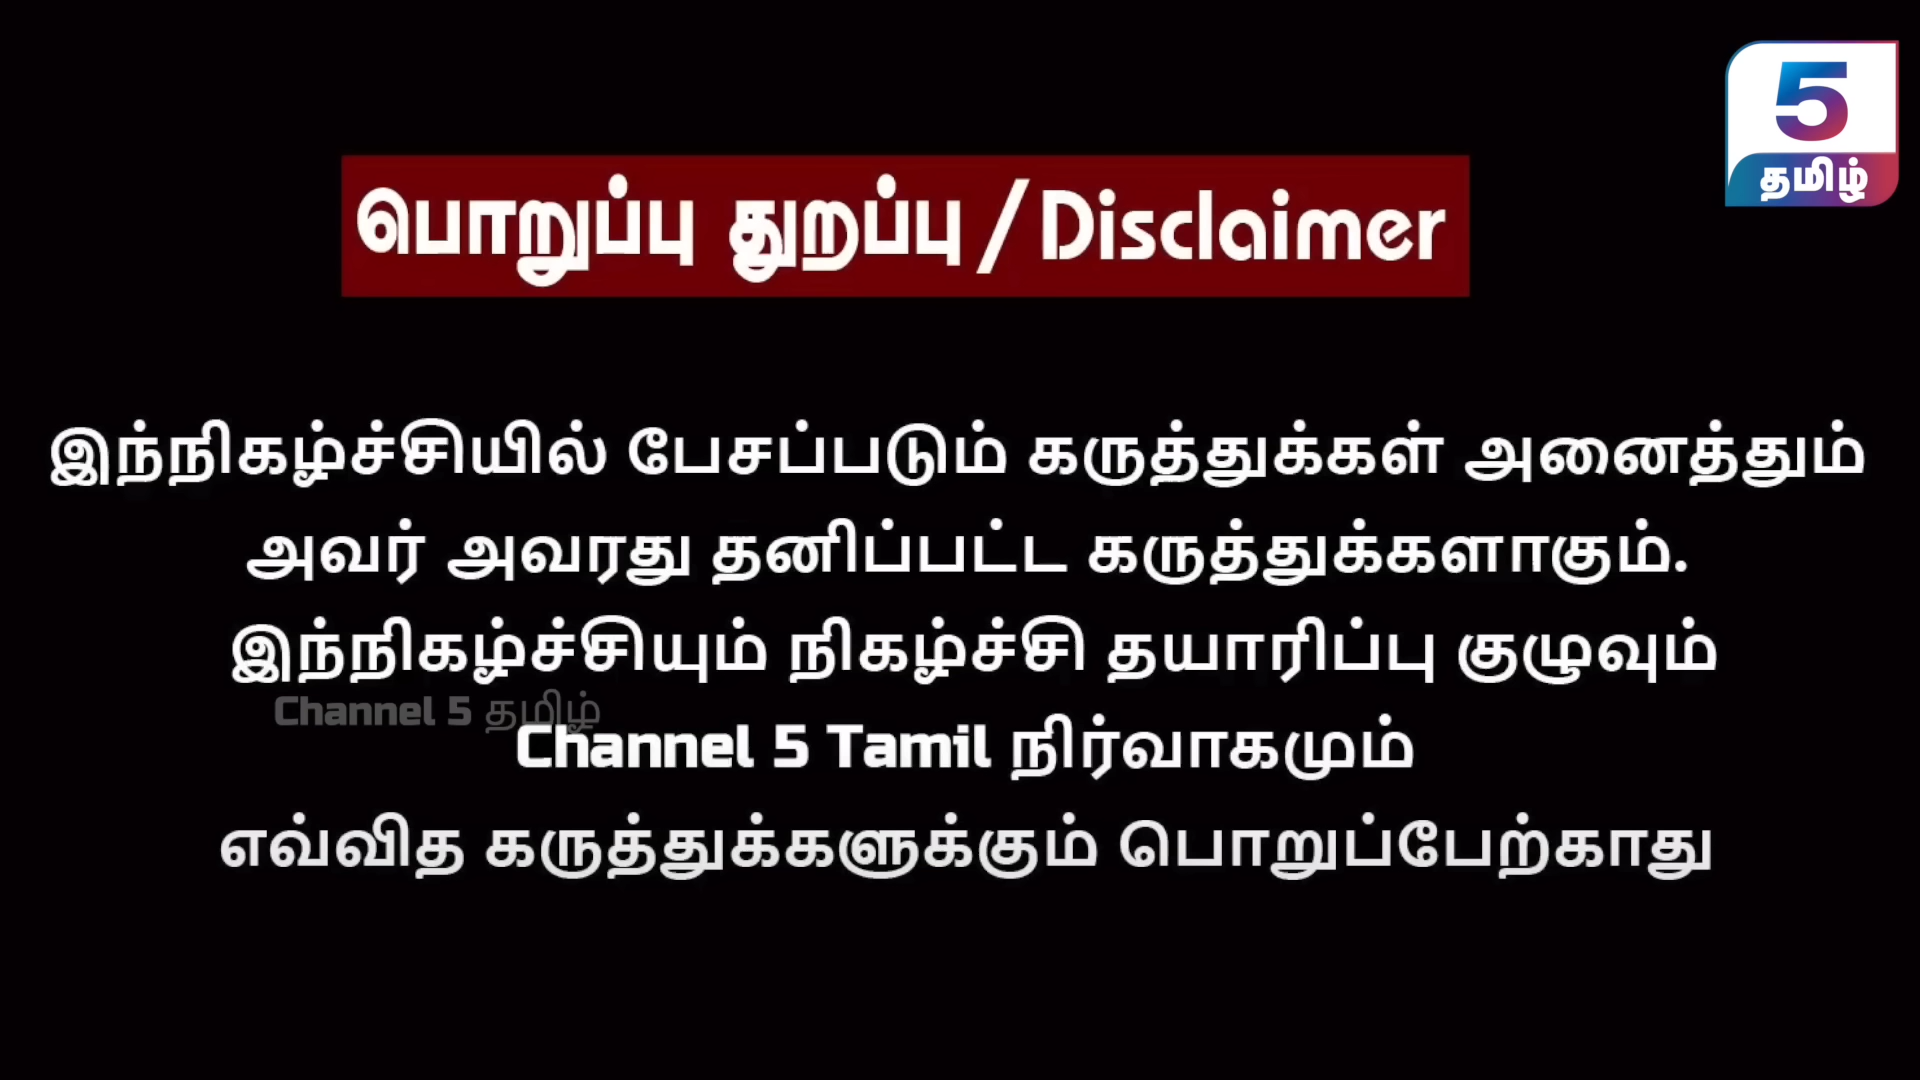 5
தமிழ்
பொறுப்பு துறப்பு/Disclaimer
இந்நிகழ்ச்சியில் பேசப்படும் கருத்துக்கள் அனைத்தும்
அவர் அவரது தனிப்பட்ட கருத்துக்களாகும்.
இந்நிகழ்ச்சியும் நிகழ்ச்சி தயாரிப்பு குழுவும்
Channel 5 தமிழ்
Channel 5 Tamil நிர்வாகமும்
எவ்வித கருத்துக்களுக்கும் பொறுப்பேற்காது